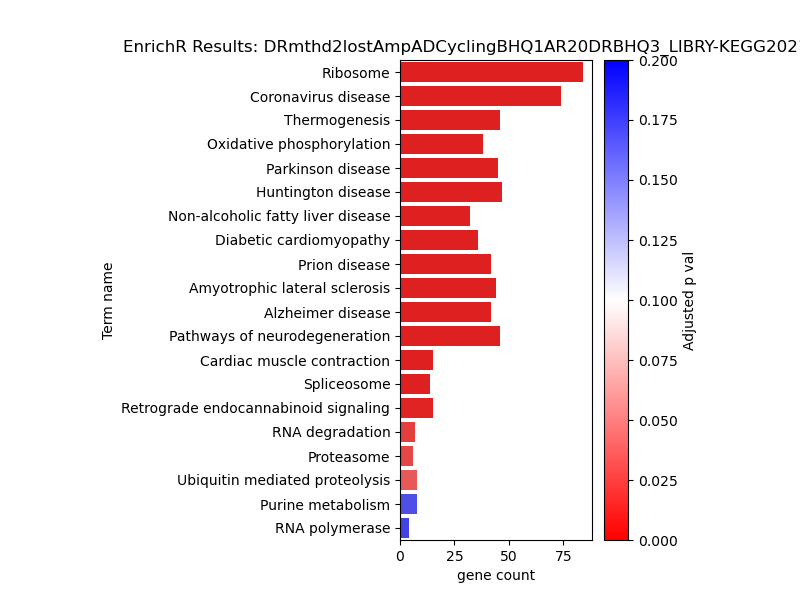 EnrichR Results: DRmthd2lostAmpADCyclingBHQ1AR20DRBHQ3_LIBRY-KEGG202
Ribosome
Coronavirus disease
Thermogenesis
Oxidative phosphorylation
Parkinson disease
Huntington disease
Non-alcoholic fatty liver disease
Diabetic cardiomyopathy
Prion disease
Amyotrophic lateral sclerosis
Alzheimer disease
Pathways of neurodegeneration
Cardiac muscle contraction
Spliceosome
Retrograde endocannabinoid signaling
RNA degradation
Proteasome
Ubiquitin mediated proteolysis
Purine metabolism
RNA polymerase
Term name
0 25 50 75
gene count
0.200
0.175
0.150
0.125
0.100
0.075
0.050
0.025
0.000
Adjusted p val